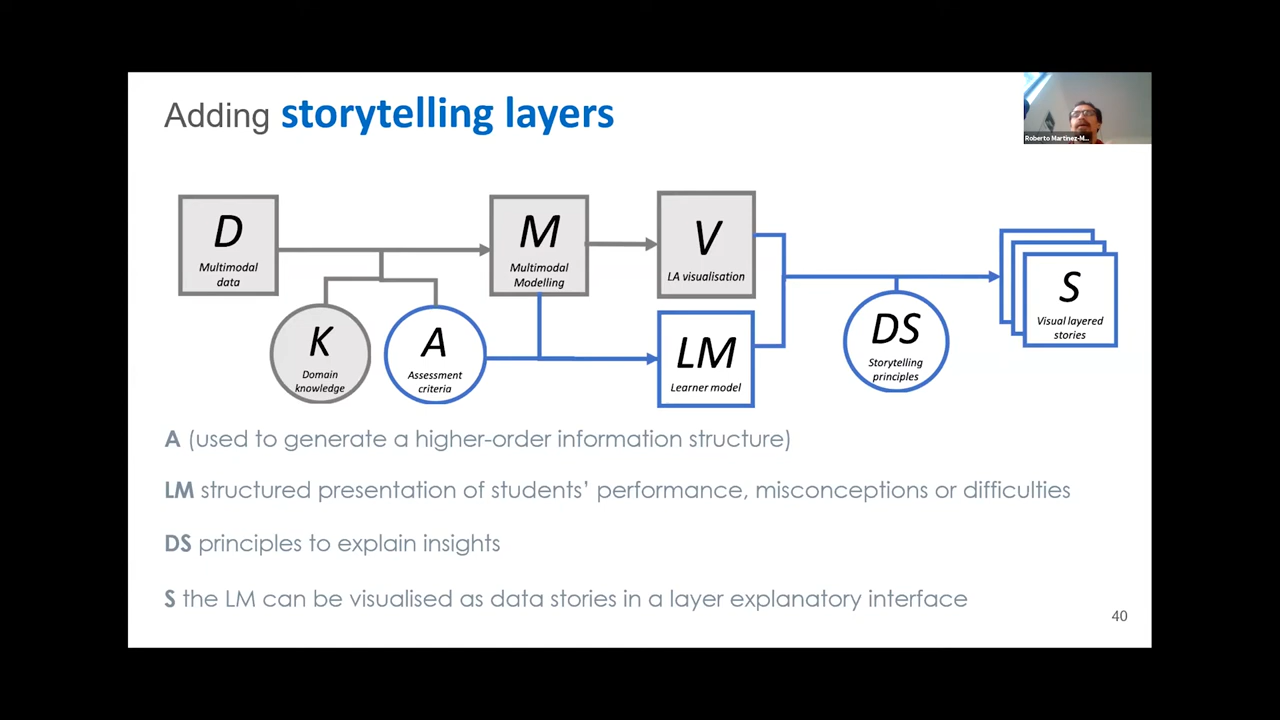 Adding storytelling layers
Roberto Martinez-M...
D
Multimodal
data
M
Multimodal
Modelling
V
LA visualisation
K
Domain
knowledge
A
Assessment
criteria
LM
Learner model
DS
Storytelling
principles
S
Visual layered
stories
A (used to generate a higher-order information structure)
LM structured presentation of students’ performance, misconceptions or difficulties
DS principles to explain insights
S the LM can be visualised as data stories in a layer explanatory interface
40